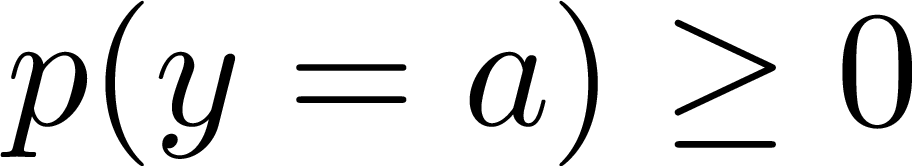 p(y = a) ≥ 0